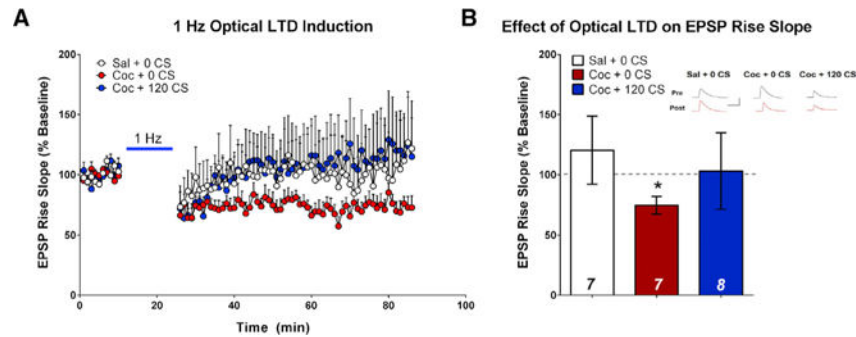 A
1 Hz Optical LTD Induction
EPSP Rise Slope (% Baseline)
200
150
100
50
0
Sal + 0 CS
Coc + 0 CS
Coc + 120 CS
1 Hz
0
20
40
60
80
100
Time (min)
B
Effect of Optical LTD on EPSP Rise Slope
EPSP Rise Slope (% Baseline)
200
150
100
50
0
Sal + 0 CS
Coc + 0 CS
Coc + 120 CS
Sal + 0 CS Coc + 0 CS Coc + 120 CS
Pre
Post
*
7
7
8